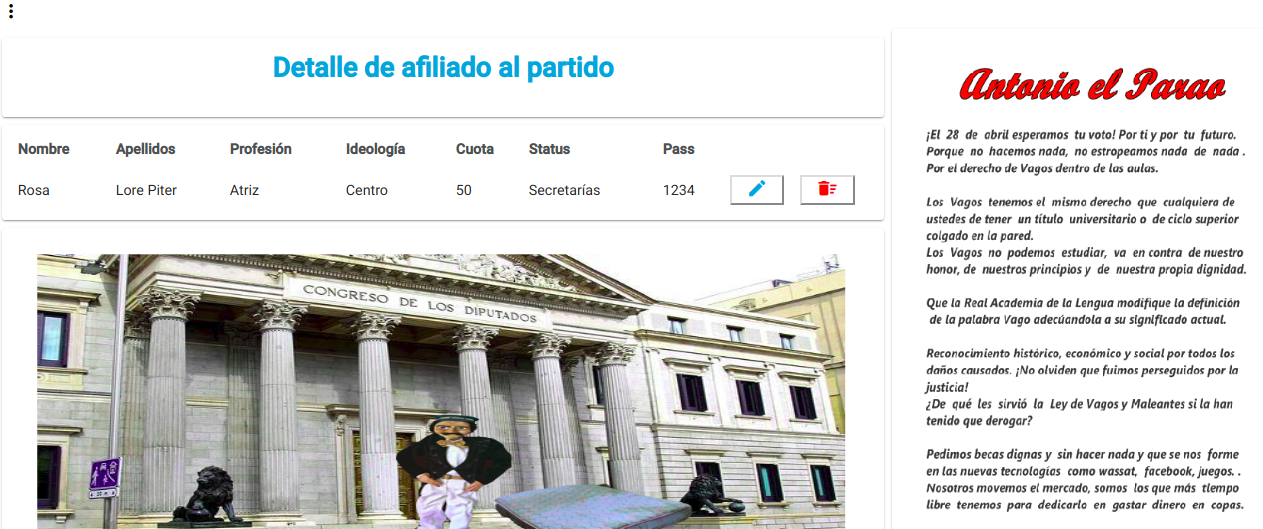 Detalle de afiliado al partido
Nombre Apellidos Profesión Ideología Cuota Status Pass
Rosa Lore Piter Atriz Centro 50 Secretarías 1234
CONGRESO DE LOS DIPUTADOS
Antonio el Parao
¡El 28 de abril esperamos tu voto! Por ti y por tu futuro.
Porque no hacemos nada, no estropeamos nada de nada .
Por el derecho de Vagos dentro de las aulas.
Los Vagos tenemos el mismo derecho que cualquiera de
ustedes de tener un título universitario o de ciclo superior
colgado en la pared.
Los Vagos no podemos estudiar, va en contra de nuestro
honor, de nuestros principios y de nuestra propia dignidad.
Que la Real Academia de la Lengua modifique la definición
de la palabra Vago adecúandola a su significado actual.
Reconocimiento histórico, económico y social por todos los
daños causados. ¡No olviden que fuimos perseguidos por la
justicia!
¿De qué les sirvió la Ley de Vagos y Maleantes si la han
tenido que derogar?
Pedimos becas dignas y sin hacer nada y que se nos forme
en las nuevas tecnologías como wassat, facebook, juegos. .
Nosotros movemos el mercado, somos los que más tiempo
libre tenemos para dedicarlo en gastar dinero en copas.